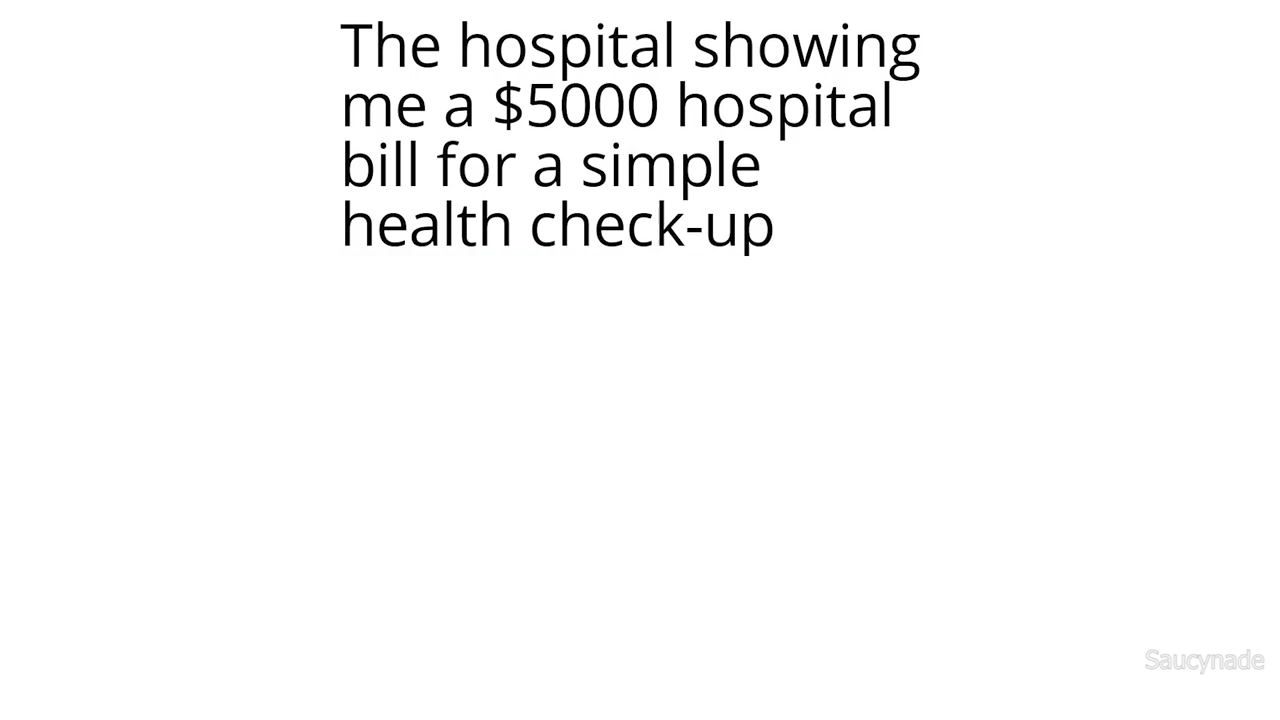 The hospital showing
me a $5000 hospital
bill for a simple
health check-up
Saucynade